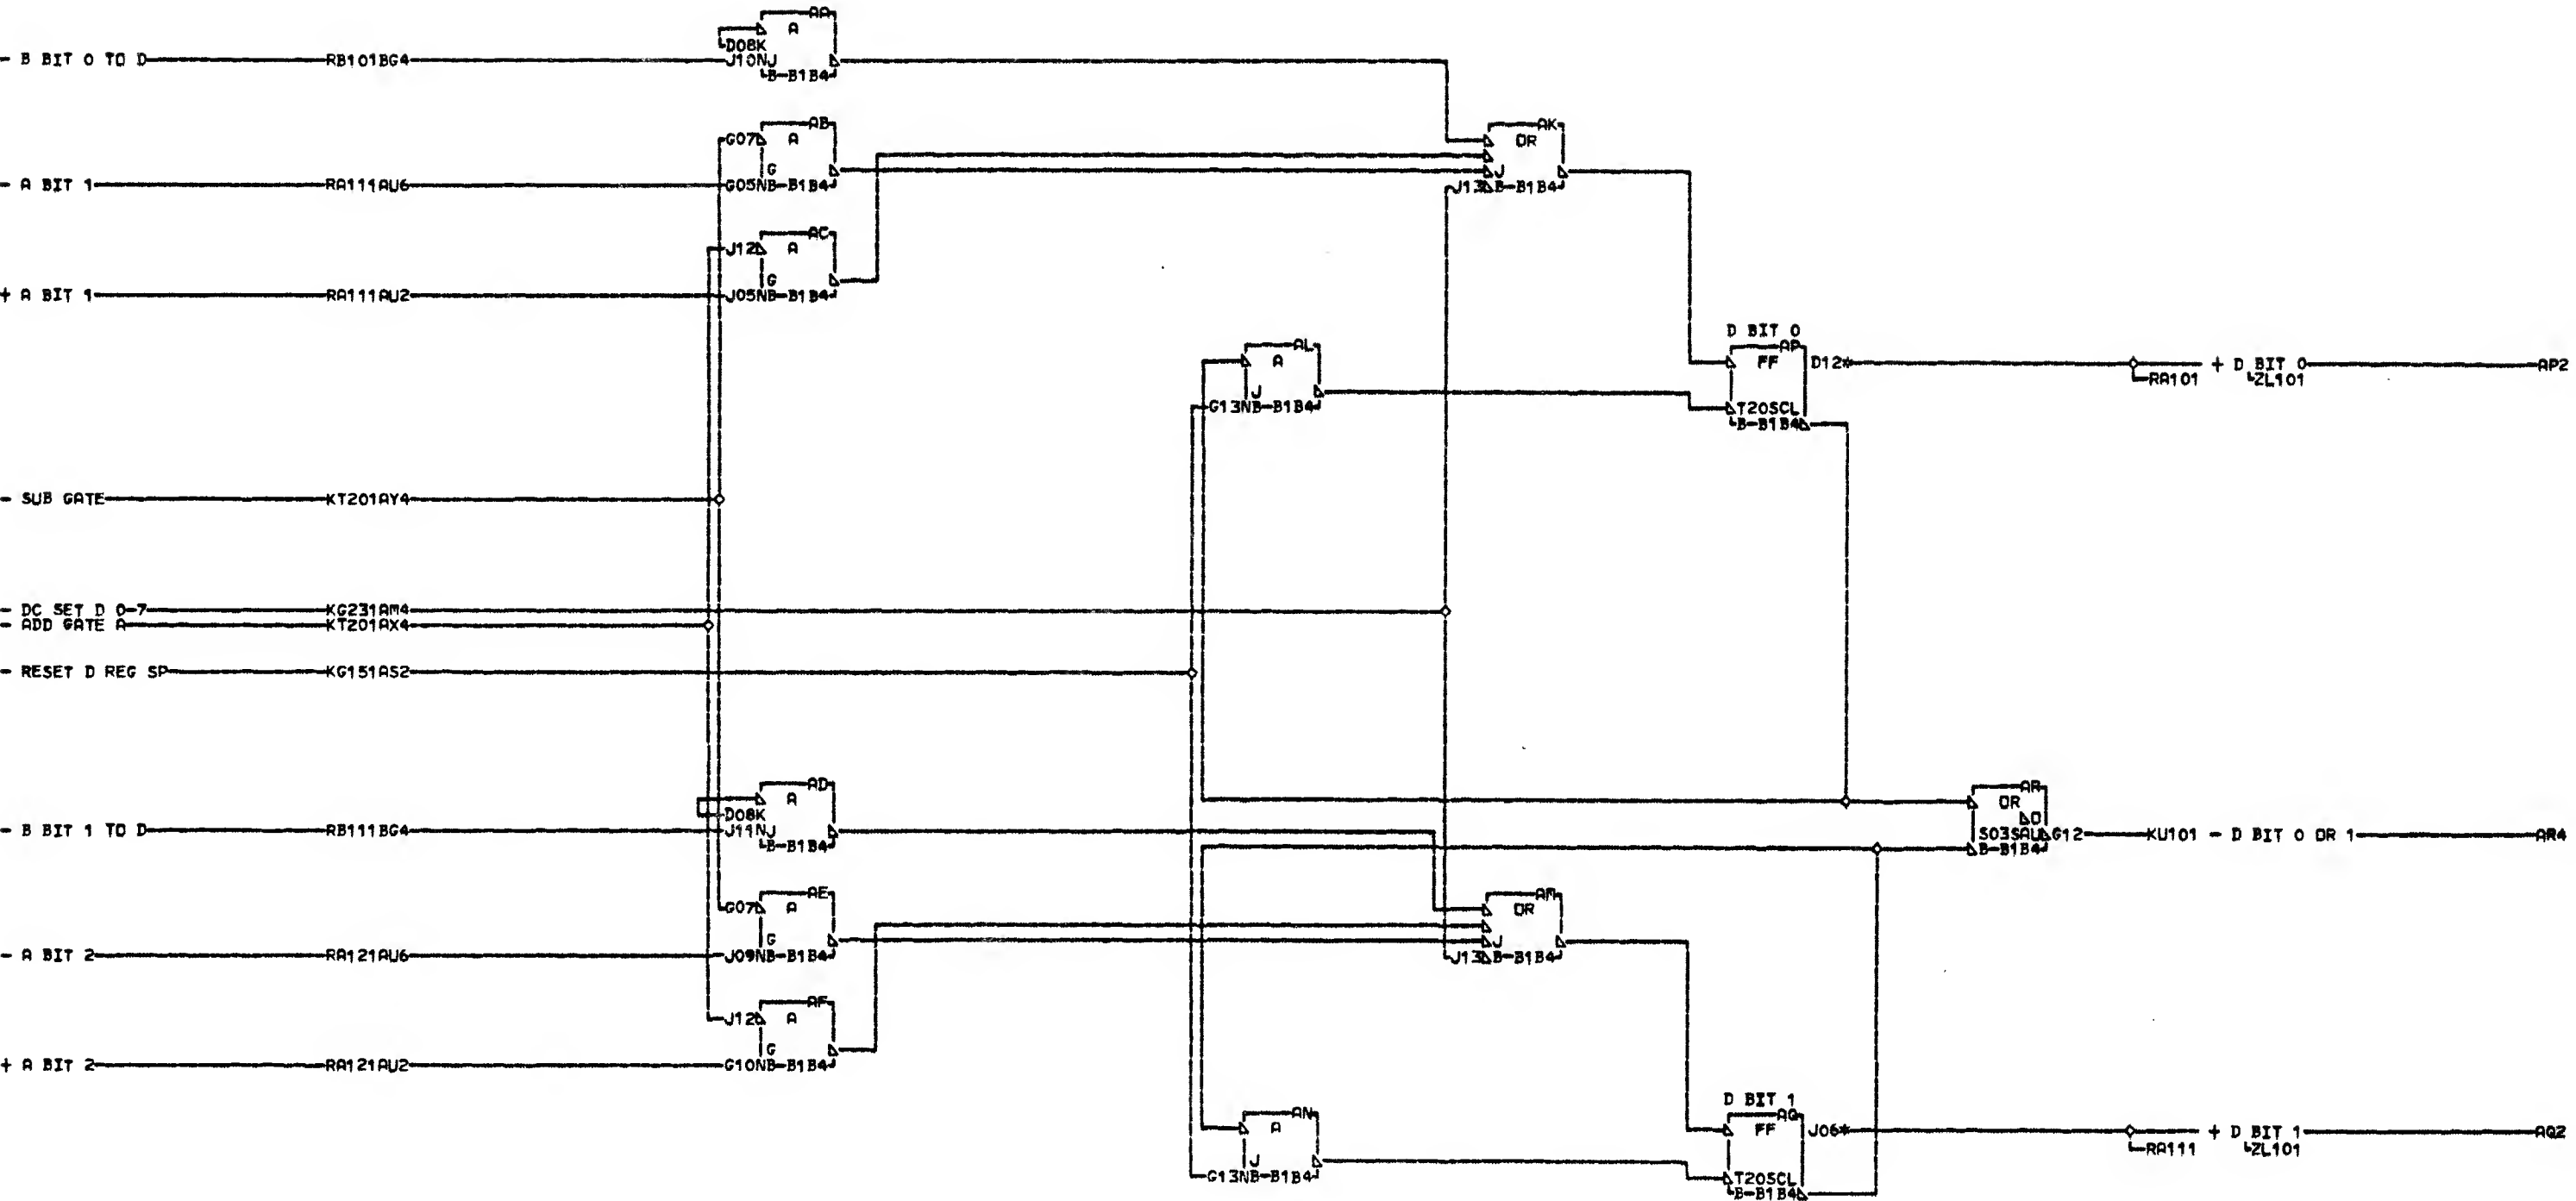 AA
A
D08K
- B BIT 0 TO D RB101BG4 J10NJ
B-B1B4
AB AK
G07 A OR
G J
- A BIT 1 RA111AU6 G05NB-B1B4 J13 B-B1B4
AC
J12 A
G
+ A BIT 1 RA111AU2 J05NB-B1B4
D BIT 0
AL AP
A FF D12* + D BIT 0 AP2
RA101 ZL101
J
G13NB-B1B4 T20SCL
B-B1B4
- SUB GATE KT201AY4
- DC SET D 0-7 KG231AM4
- ADD GATE A KT201AX4
- RESET D REG SP KG151AS2
AD AR
A OR
D08K O
- B BIT 1 TO D RB111BG4 J11NJ S03SAU G12 KU101 - D BIT 0 OR 1 AR4
B-B1B4 B-B1B4
AE AM
G07 A OR
G J
- A BIT 2 RA121AU6 J09NB-B1B4 J13 B-B1B4
AF
J12 A
G
+ A BIT 2 RA121AU2 G10NB-B1B4
D BIT 1
AN AQ
A FF J06* + D BIT 1 AQ2
RA111 ZL101
J
G13NB-B1B4 T20SCL
B-B1B4